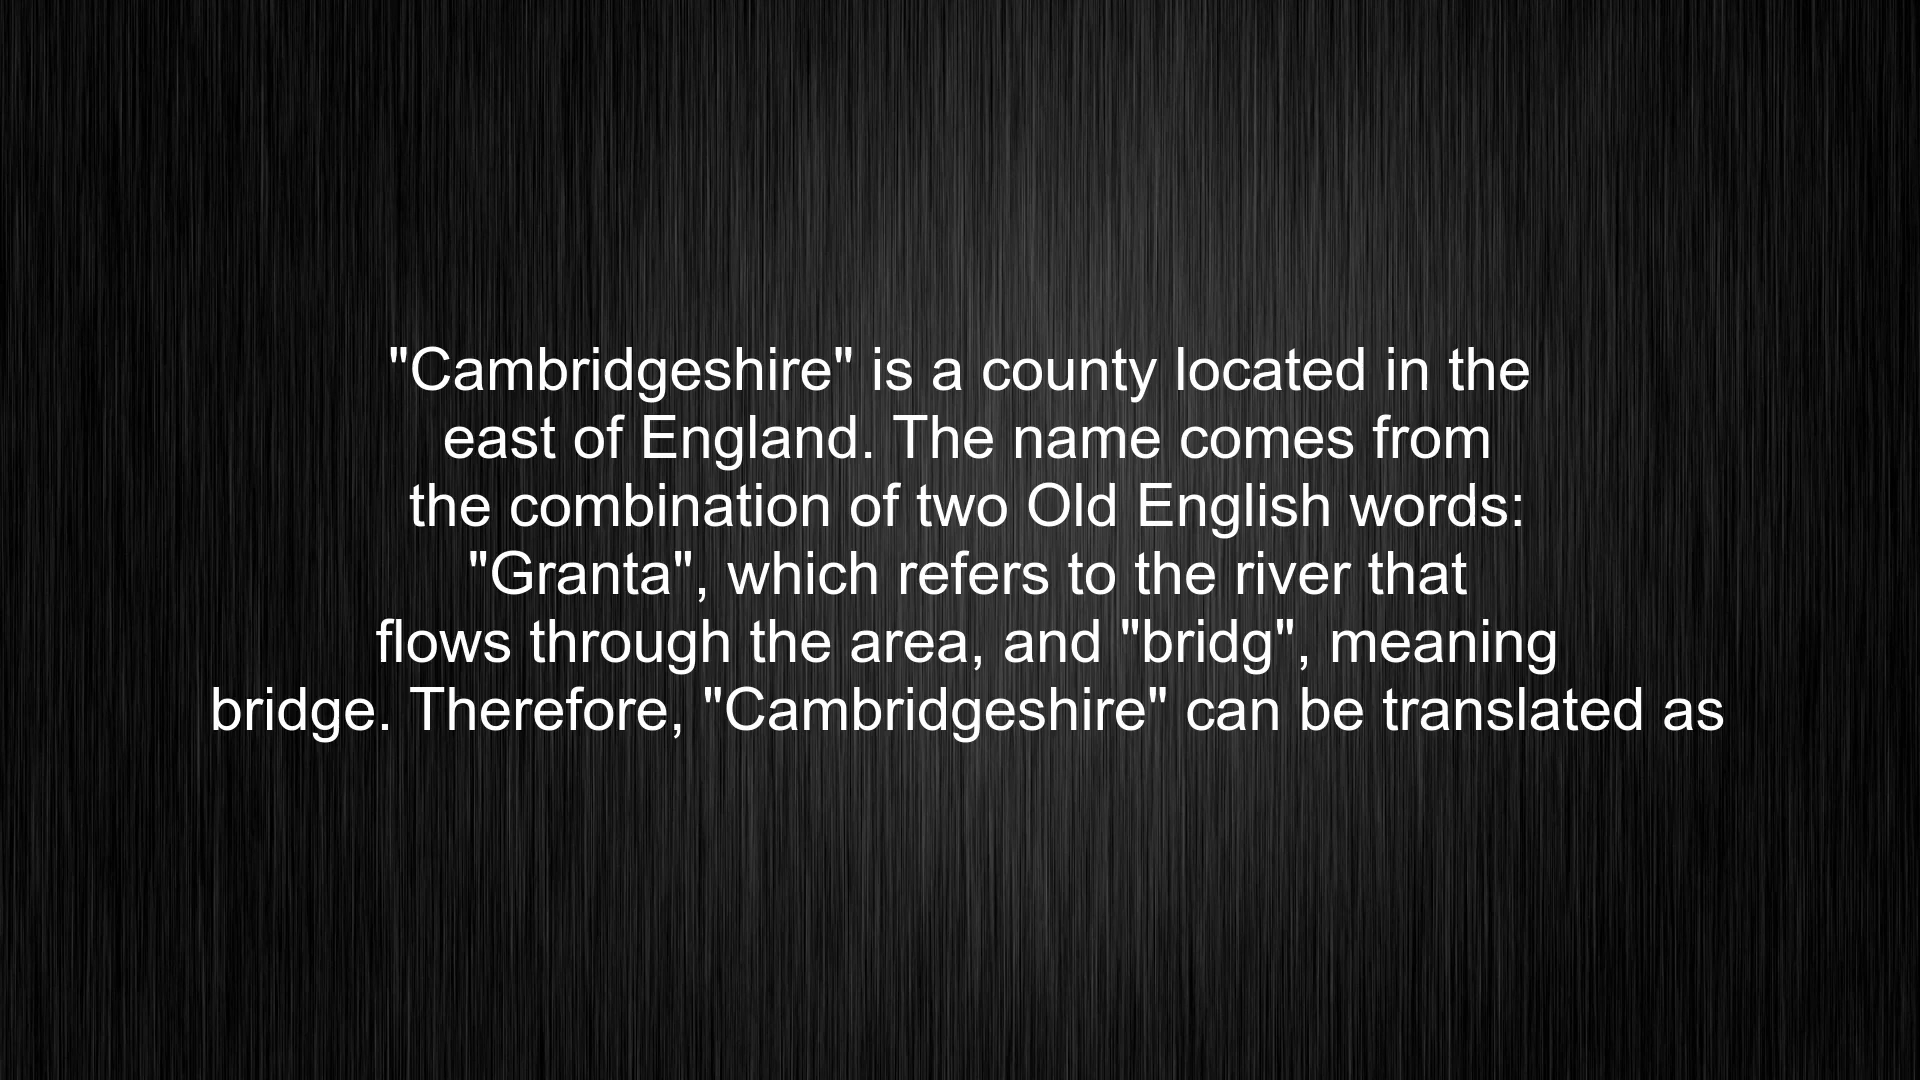 "Cambridgeshire" is a county located in the
east of England. The name comes from
the combination of two Old English words:
"Granta", which refers to the river that
flows through the area, and "bridg", meaning
bridge. Therefore, "Cambridgeshire" can be translated as